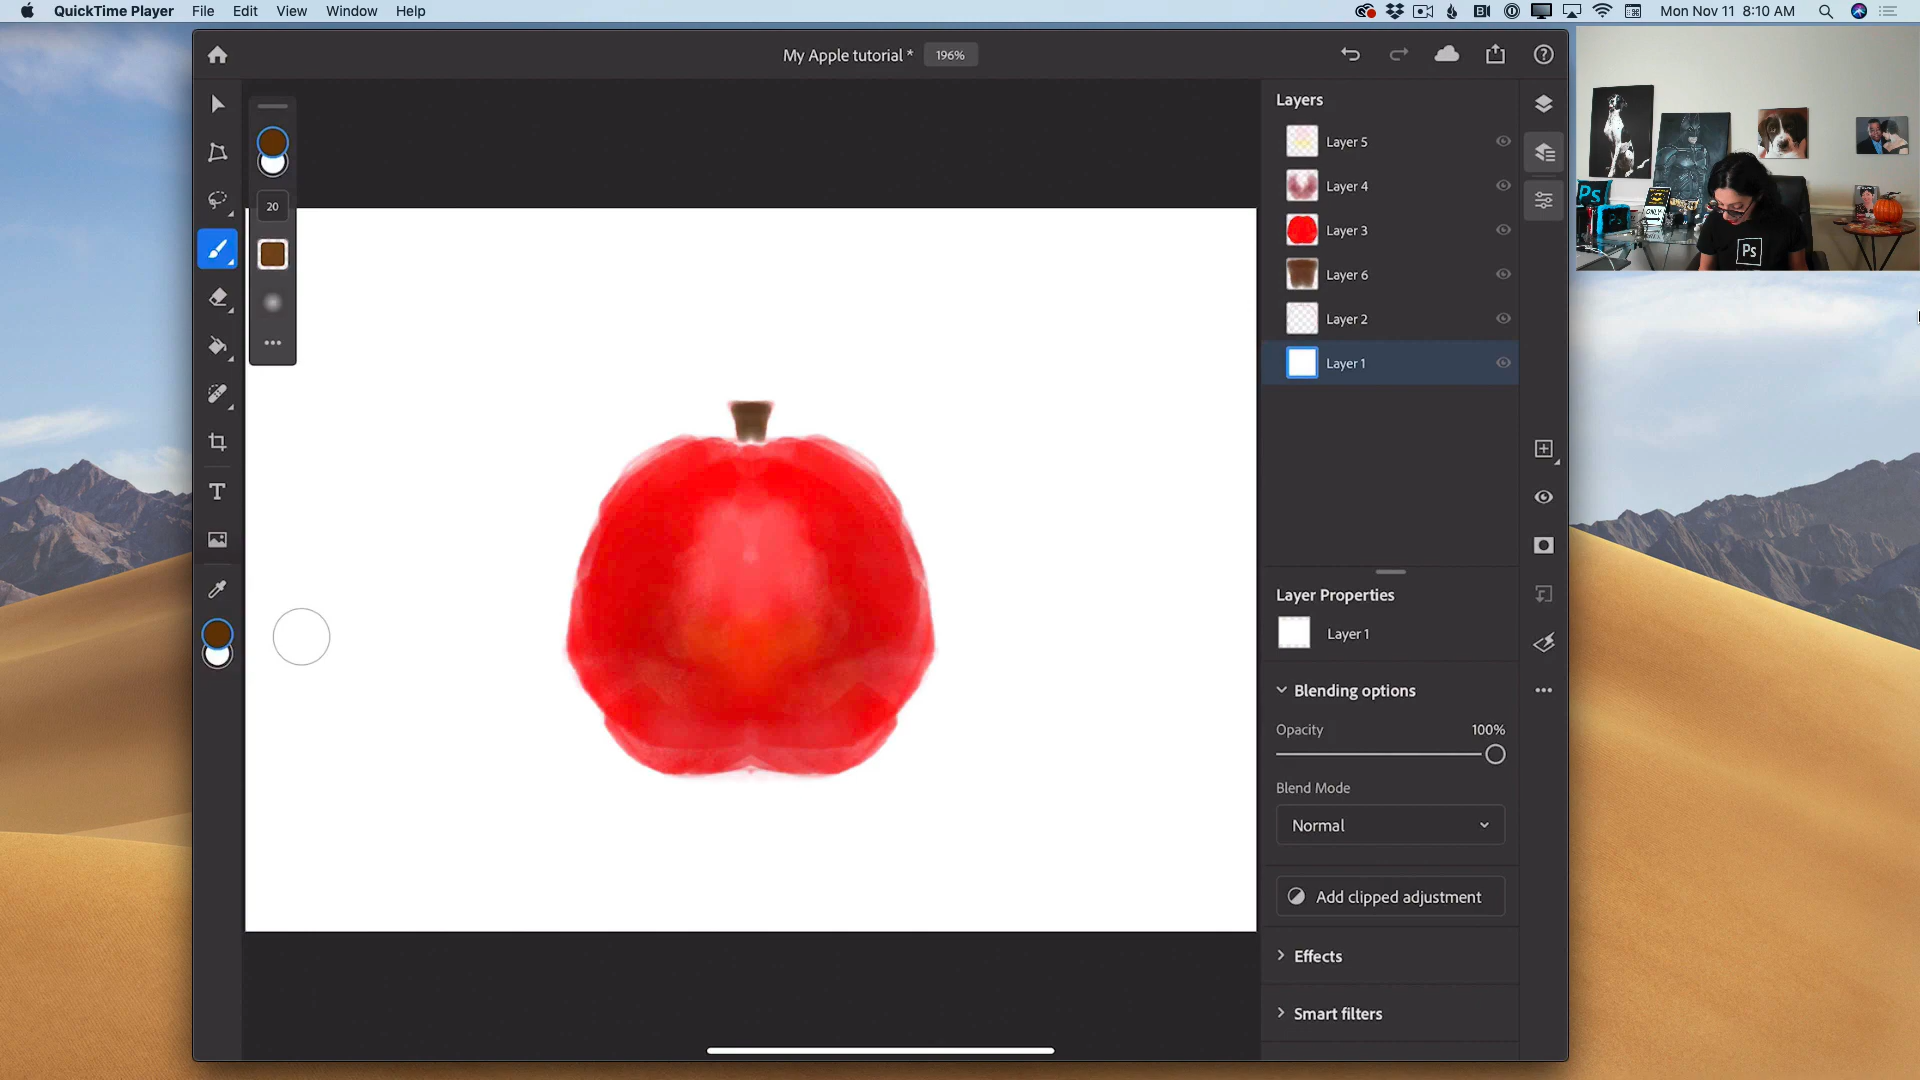 QuickTime Player File Edit View Window Help Mon Nov 11 8:10 AM
My Apple tutorial * 196%
20
Layers
Layer 5
Layer 4
Layer 3
Layer 6
Layer 2
Layer 1
Layer Properties
Layer 1
Blending options
Opacity 100%
Blend Mode
Normal
Add clipped adjustment
Effects
Smart filters
T
Ps
Ps
ONLY